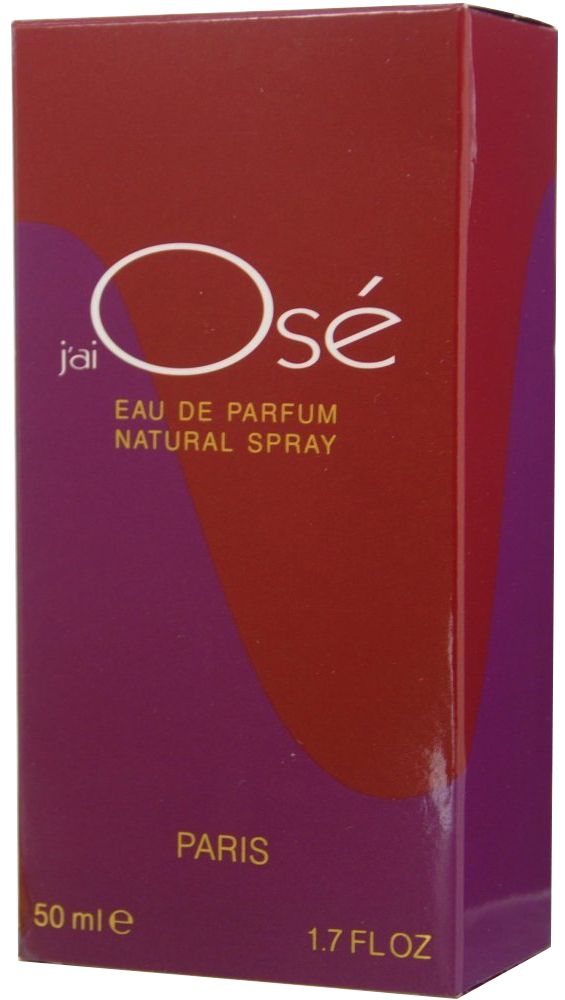 j'ai Osé
EAU DE PARFUM
NATURAL SPRAY
PARIS
50 ml e
1.7 FL OZ